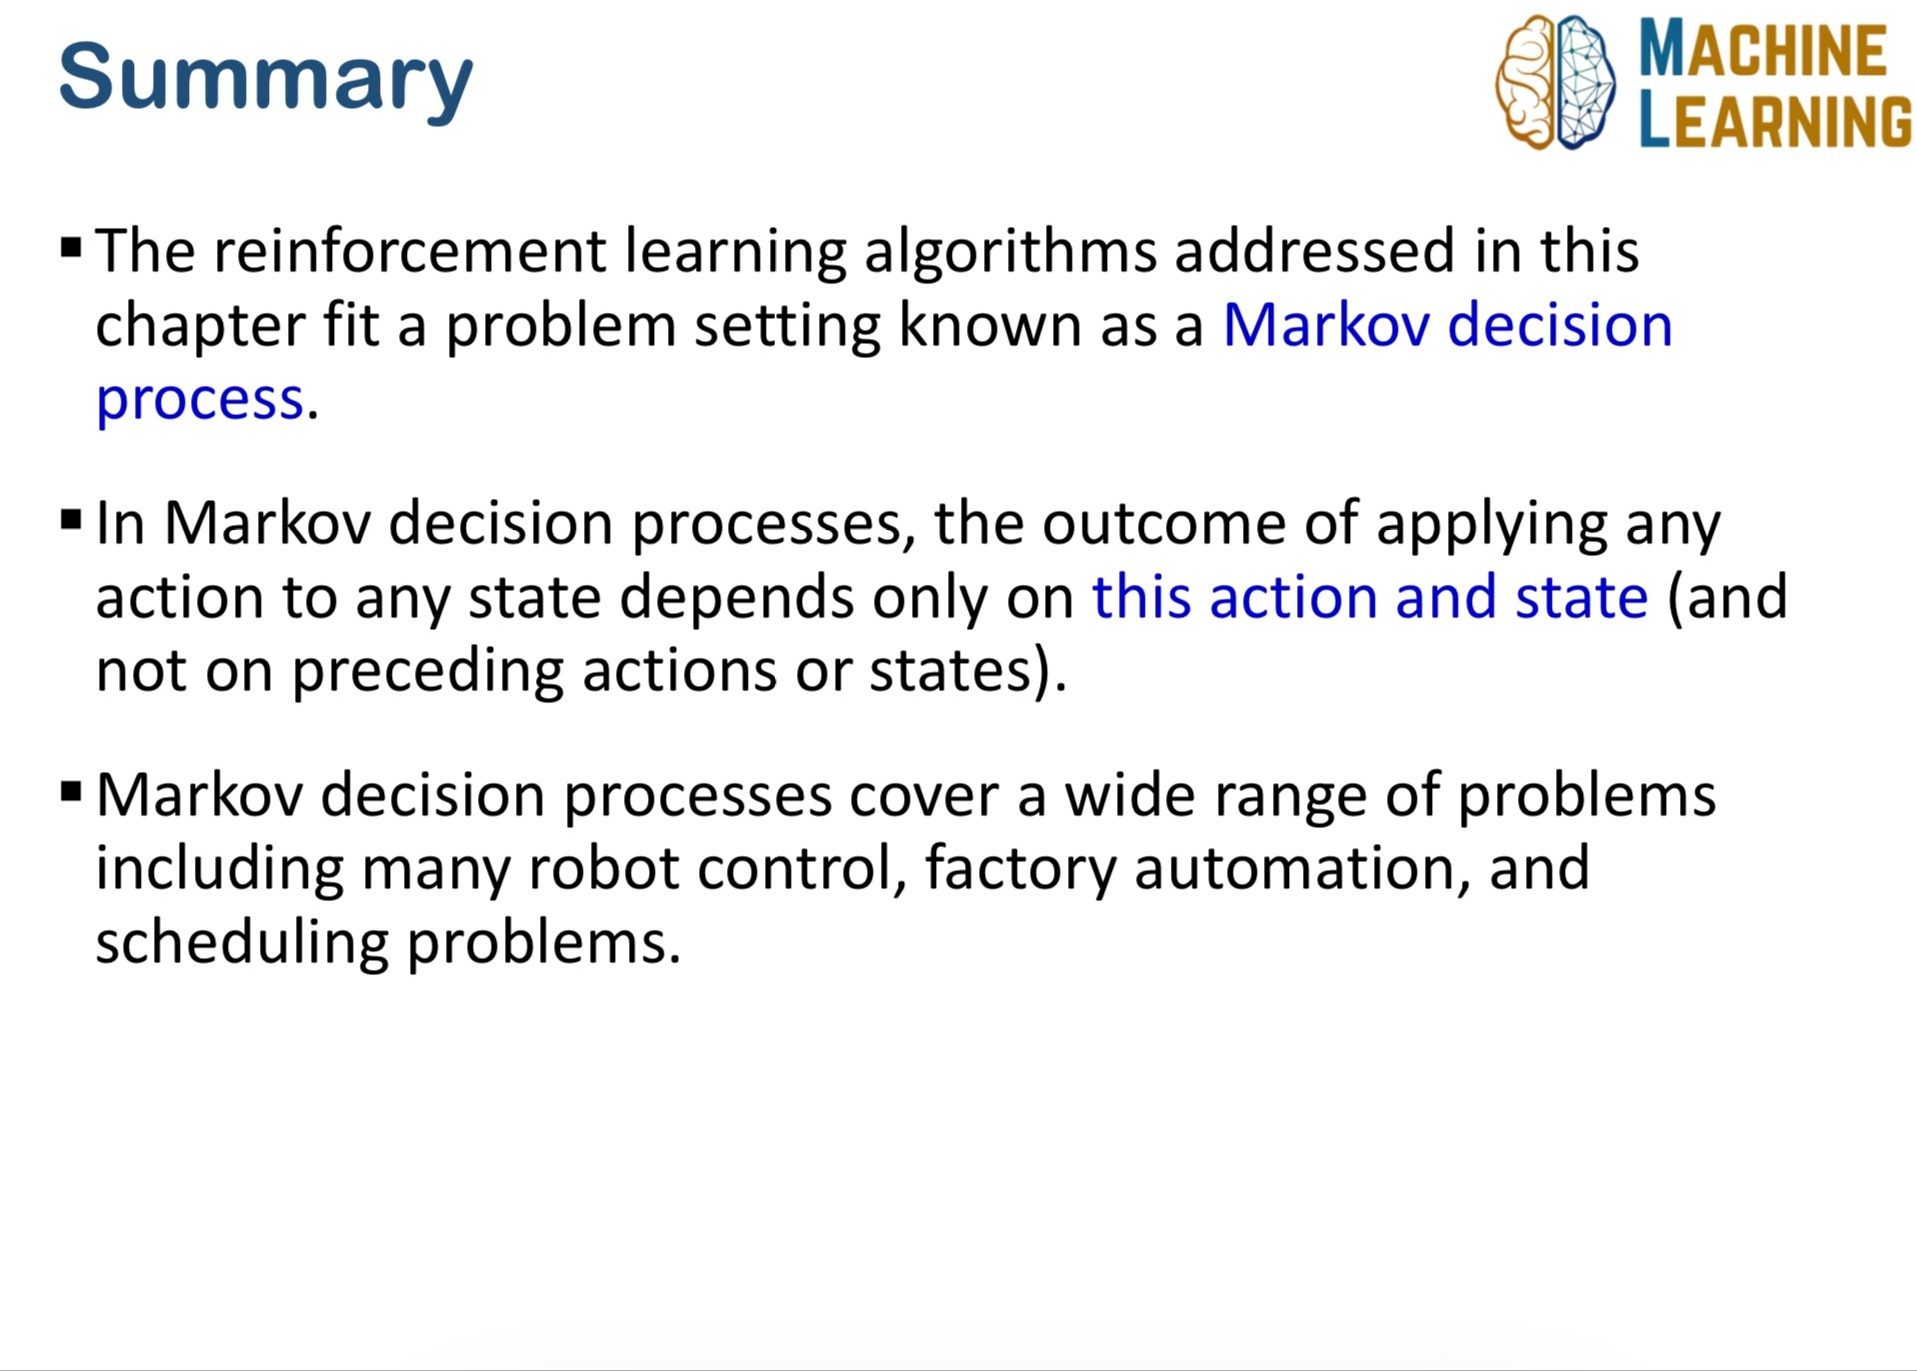 Summary
MACHINE
LEARNING
▪ The reinforcement learning algorithms addressed in this
chapter fit a problem setting known as a Markov decision
process.
▪ In Markov decision processes, the outcome of applying any
action to any state depends only on this action and state (and
not on preceding actions or states).
▪ Markov decision processes cover a wide range of problems
including many robot control, factory automation, and
scheduling problems.